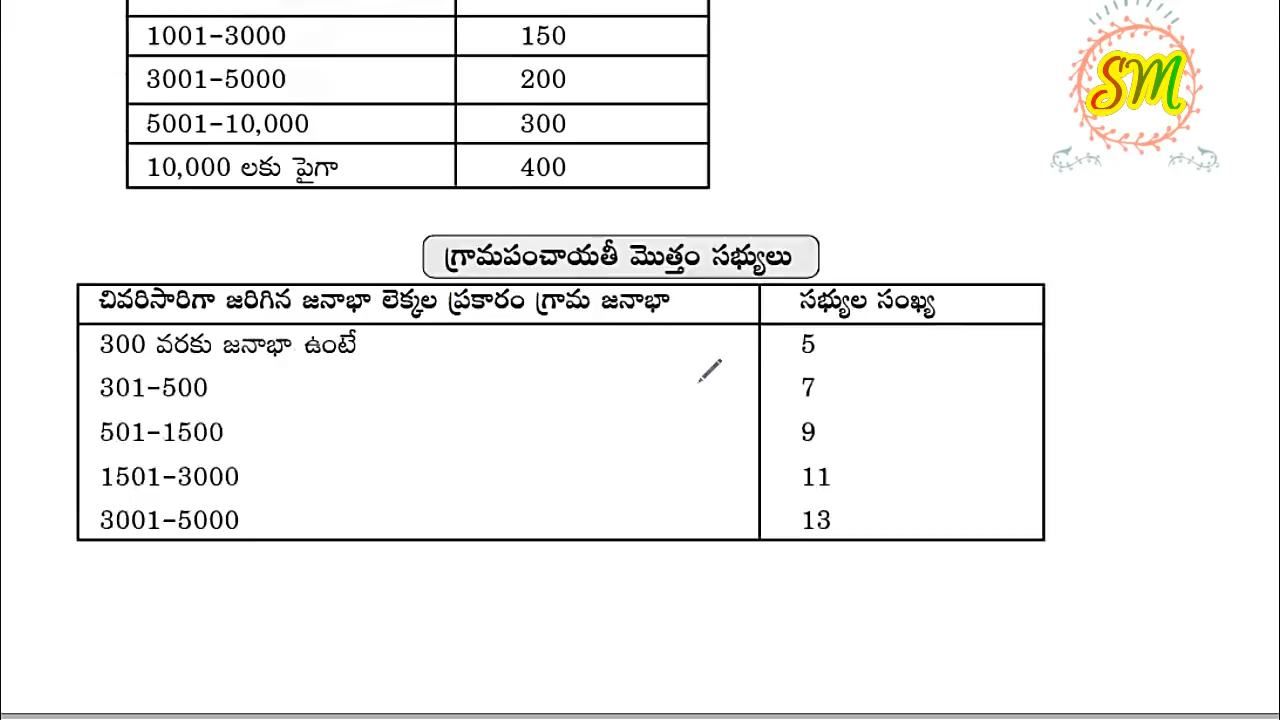 1001-3000 150
3001-5000 200
5001-10,000 300
10,000 లకు పైగా 400
SM
గ్రామపంచాయతీ మొత్తం సభ్యులు
చివరిసారిగా జరిగిన జనాభా లెక్కల ప్రకారం గ్రామ జనాభా సభ్యుల సంఖ్య
300 వరకు జనాభా ఉంటే 5
301-500 7
501-1500 9
1501-3000 11
3001-5000 13